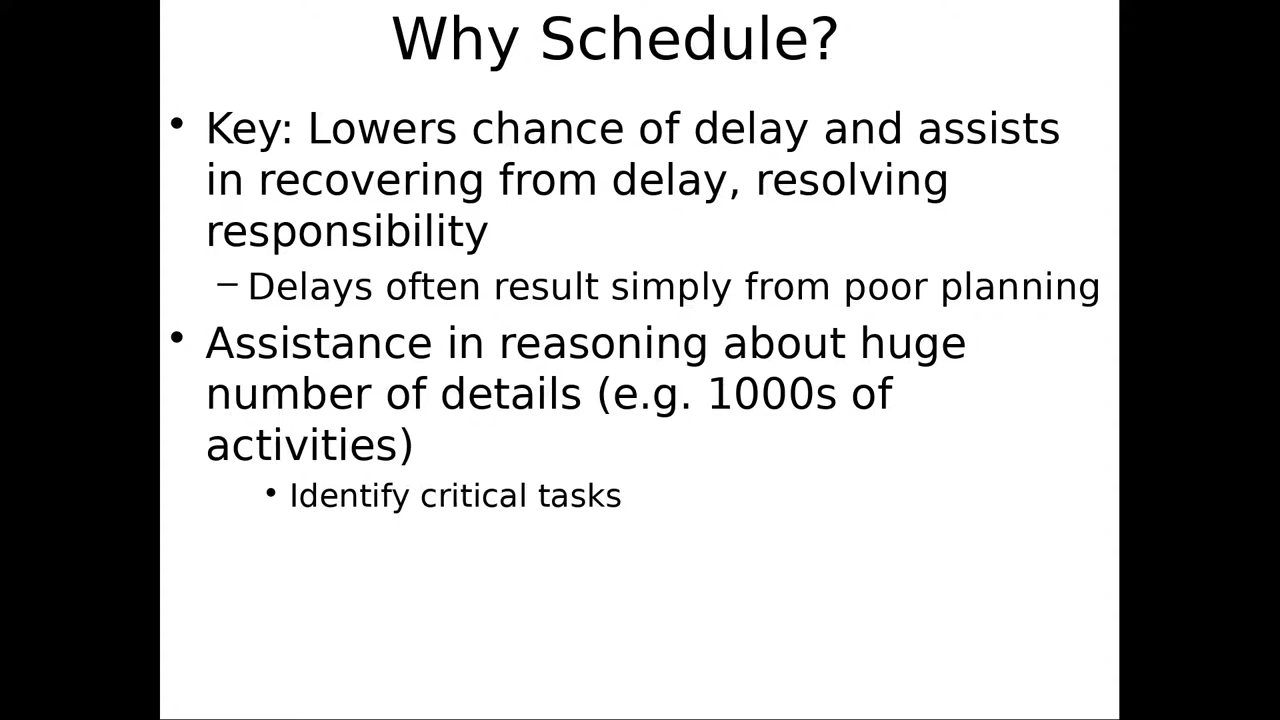 Why Schedule?
• Key: Lowers chance of delay and assists
in recovering from delay, resolving
responsibility
– Delays often result simply from poor planning
• Assistance in reasoning about huge
number of details (e.g. 1000s of
activities)
• Identify critical tasks